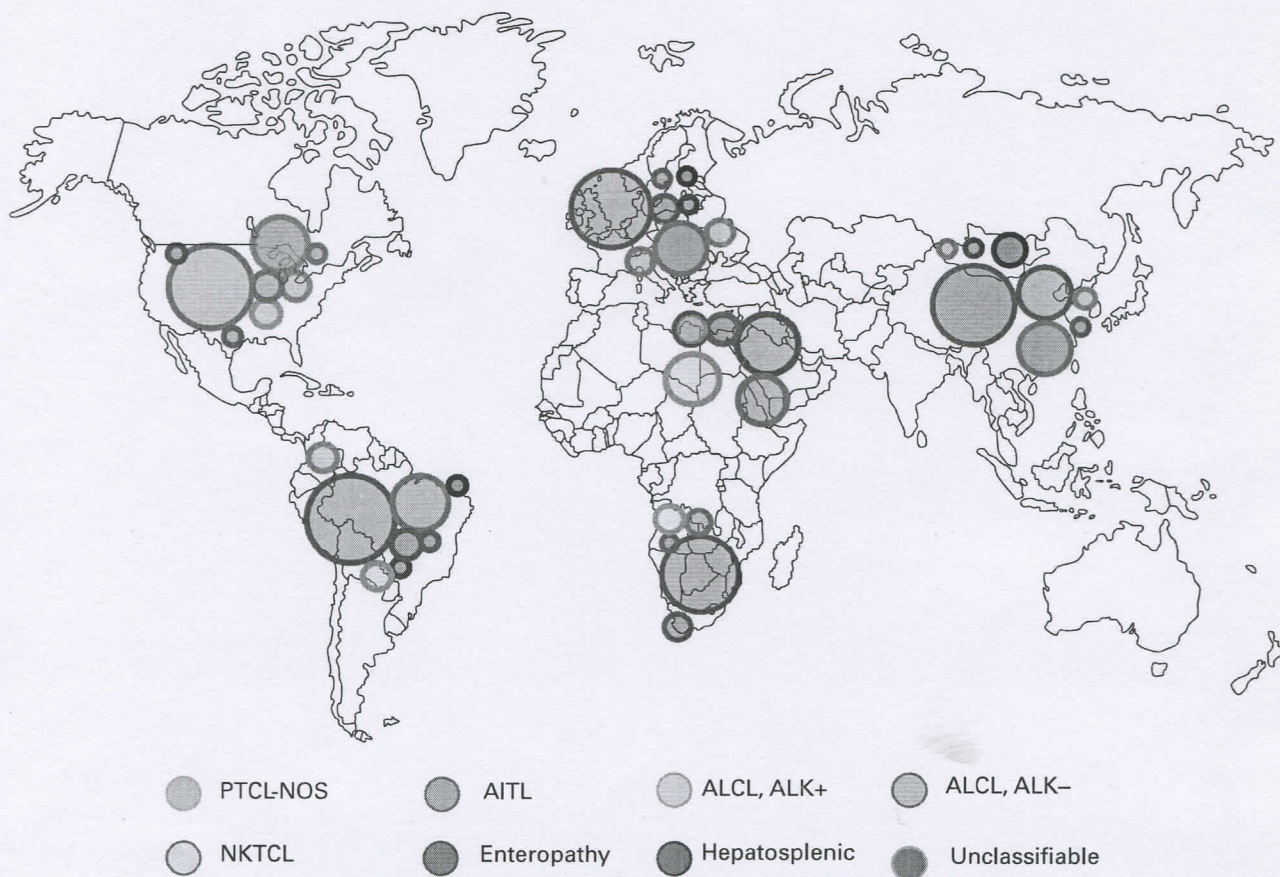 PTCL-NOS AITL ALCL, ALK+ ALCL, ALK–
NKTCL Enteropathy Hepatosplenic Unclassifiable